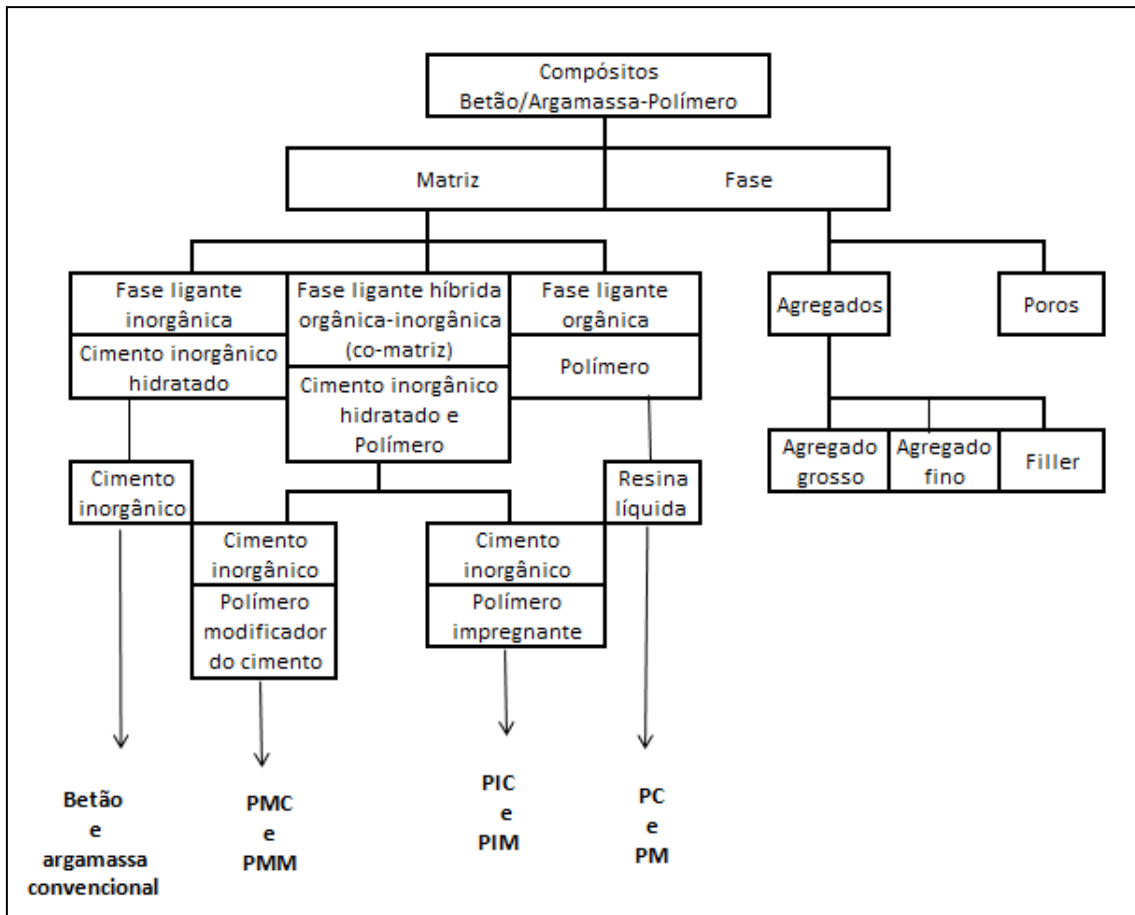 Compósitos
Betão/Argamassa-Polímero
Matriz
Fase
Fase ligante
inorgânica
Cimento inorgânico
hidratado
Fase ligante híbrida
orgânica-inorgânica
(co-matriz)
Cimento inorgânico
hidratado e
Polímero
Fase ligante
orgânica
Polímero
Agregados
Poros
Agregado
grosso
Agregado
fino
Filler
Cimento
inorgânico
Resina
líquida
Cimento
inorgânico
Polímero
modificador
do cimento
Cimento
inorgânico
Polímero
impregnante
Betão
e
argamassa
convencional
PMC
e
PMM
PIC
e
PIM
PC
e
PM